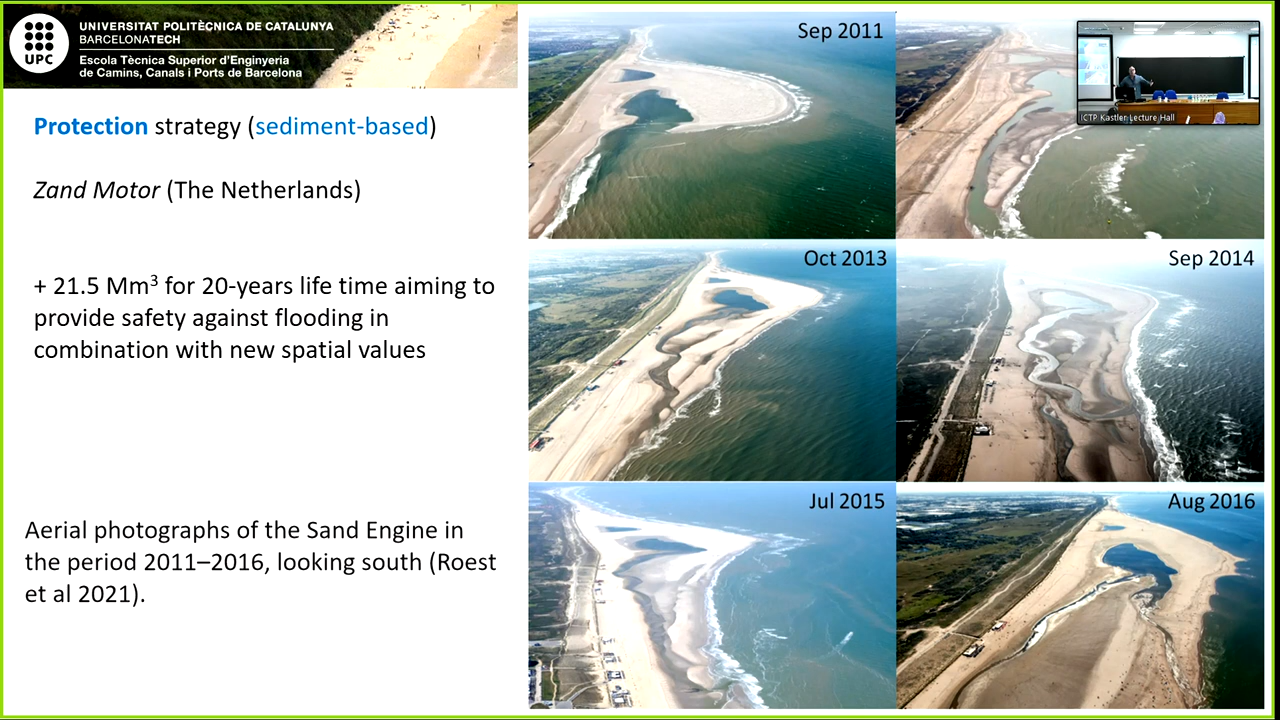 UNIVERSITAT POLITÈCNICA DE CATALUNYA
BARCELONATECH
Escola Tècnica Superior d'Enginyeria
de Camins, Canals i Ports de Barcelona
UPC
Protection strategy (sediment-based)
Zand Motor (The Netherlands)
+ 21.5 Mm³ for 20-years life time aiming to
provide safety against flooding in
combination with new spatial values
Aerial photographs of the Sand Engine in
the period 2011–2016, looking south (Roest
et al 2021).
Sep 2011
ICTP Kastler Lecture Hall
Oct 2013
Sep 2014
Jul 2015
Aug 2016